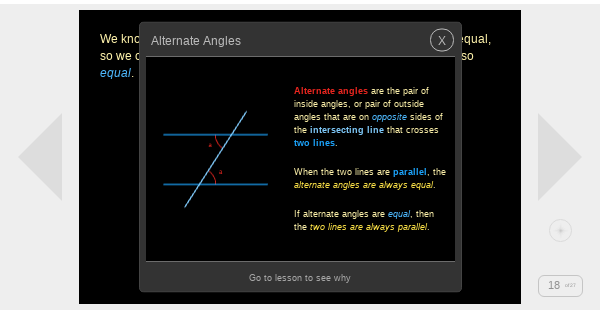 We kno
equal,
so we
so
equal.
Alternate Angles
X
Alternate angles are the pair of
inside angles, or pair of outside
angles that are on opposite sides of
the intersecting line that crosses
two lines.
When the two lines are parallel, the
alternate angles are always equal.
If alternate angles are equal, then
the two lines are always parallel.
a
a
Go to lesson to see why
18